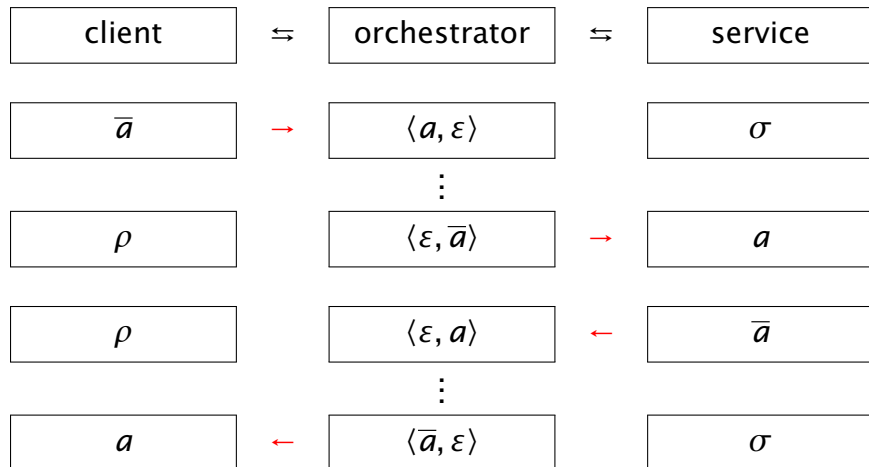 client ⇆ orchestrator ⇆ service
a̅ → ⟨a, ε⟩ σ
⋮
ρ ⟨ε, a̅⟩ → a
ρ ⟨ε, a⟩ ← a̅
⋮
a ← ⟨a̅, ε⟩ σ